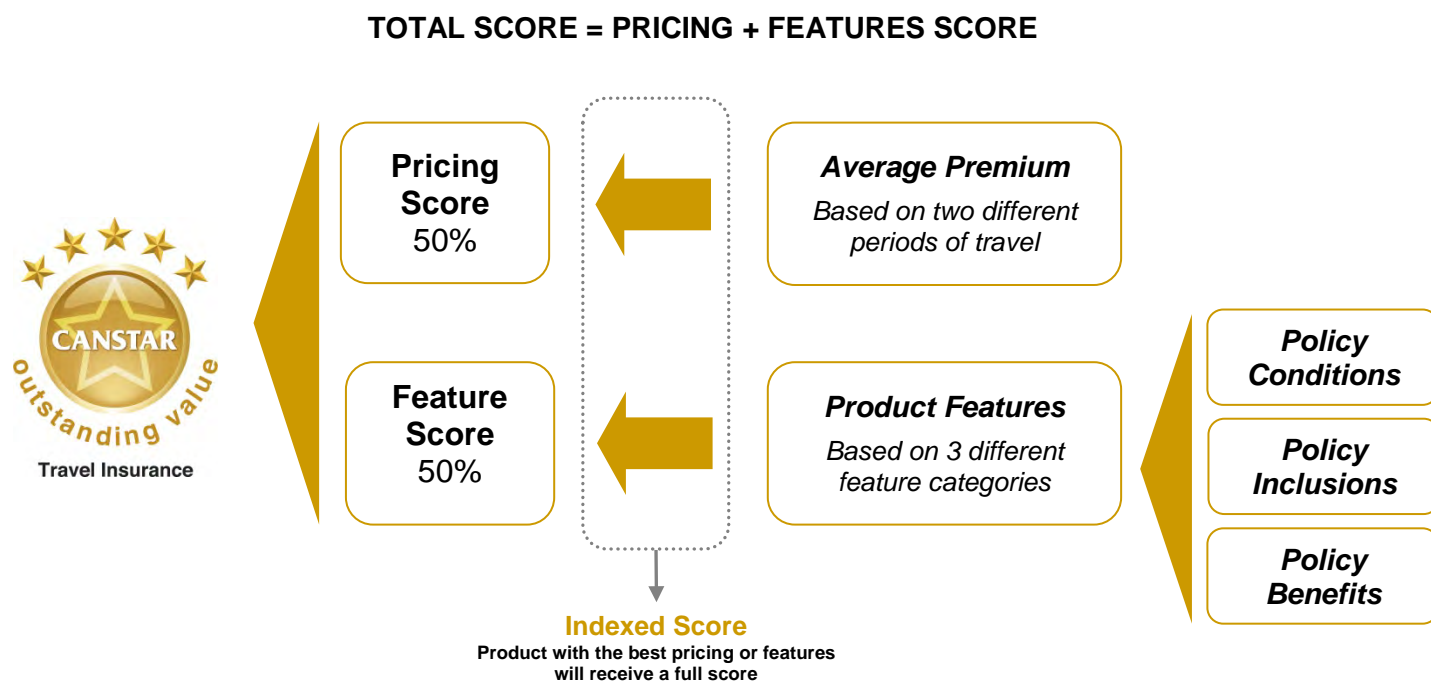 TOTAL SCORE = PRICING + FEATURES SCORE
CANSTAR
outstanding value
Travel Insurance
Pricing
Score
50%
Average Premium
Based on two different
periods of travel
Feature
Score
50%
Product Features
Based on 3 different
feature categories
Policy
Conditions
Policy
Inclusions
Policy
Benefits
Indexed Score
Product with the best pricing or features
will receive a full score